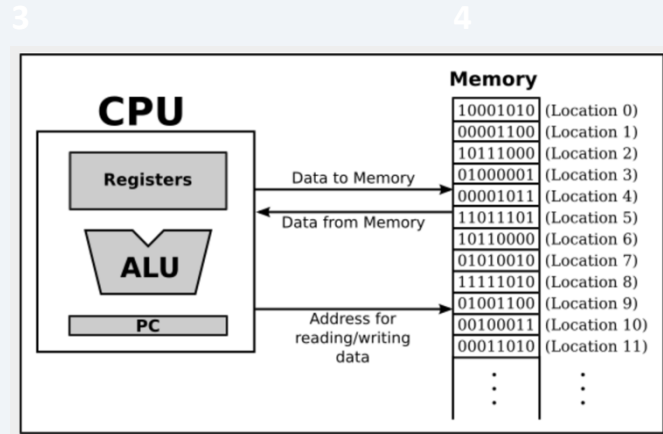 3
4
CPU
Registers
ALU
PC
Data to Memory
Data from Memory
Address for
reading/writing
data
Memory
10001010 (Location 0)
00001100 (Location 1)
10111000 (Location 2)
01000001 (Location 3)
00001011 (Location 4)
11011101 (Location 5)
10110000 (Location 6)
01010010 (Location 7)
11111010 (Location 8)
01001100 (Location 9)
00100011 (Location 10)
00011010 (Location 11)